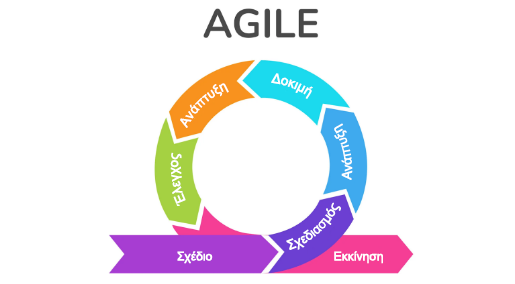 AGILE
Σχέδιο
Σχεδιασμός
Ανάπτυξη
Δοκιμή
Ανάπτυξη
Έλεγχος
Εκκίνηση